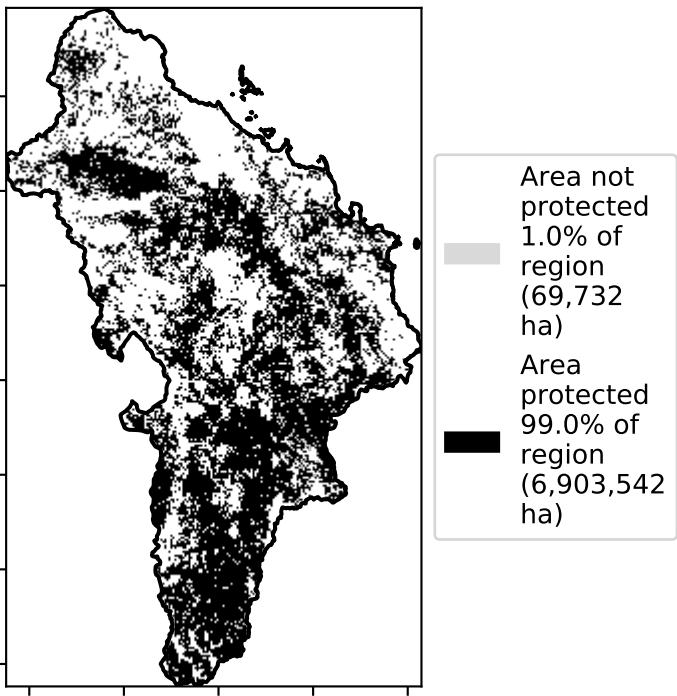 Area not
protected
1.0% of
region
(69,732
ha)
Area
protected
99.0% of
region
(6,903,542
ha)